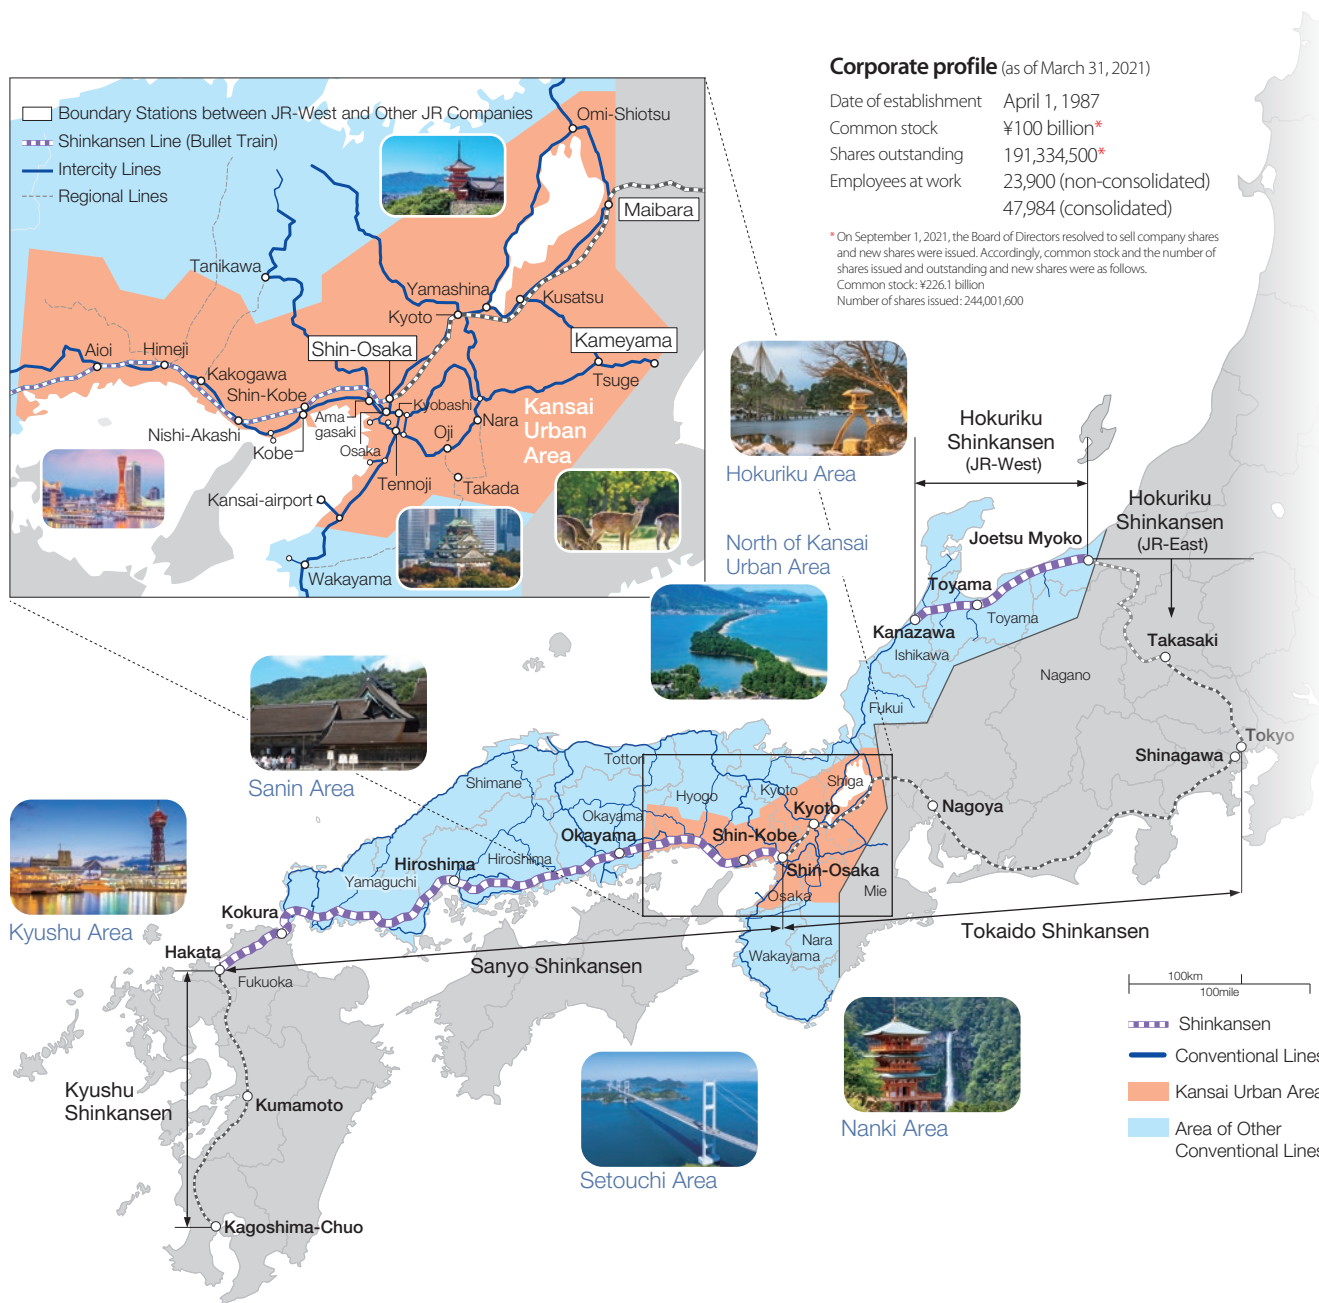 Corporate profile (as of March 31, 2021)
Date of establishment April 1, 1987
Common stock ¥100 billion*
Shares outstanding 191,334,500*
Employees at work 23,900 (non-consolidated)
47,984 (consolidated)
* On September 1, 2021, the Board of Directors resolved to sell company shares
and new shares were issued. Accordingly, common stock and the number of
shares issued and outstanding and new shares were as follows.
Common stock: ¥226.1 billion
Number of shares issued: 244,001,600
Boundary Stations between JR-West and Other JR Companies
Shinkansen Line (Bullet Train)
Intercity Lines
Regional Lines
Omi-Shiotsu
Maibara
Tanikawa
Yamashina
Kusatsu
Kyoto
Kameyama
Shin-Osaka
Aioi
Himeji
Tsuge
Kakogawa
Shin-Kobe
Ama
gasaki
Kyobashi
Kansai
Urban
Area
Nara
Nishi-Akashi
Oji
Kobe
Osaka
Tennoji
Takada
Kansai-airport
Wakayama
Hokuriku Area
Hokuriku
Shinkansen
(JR-West)
Hokuriku
Shinkansen
(JR-East)
North of Kansai
Urban Area
Joetsu Myoko
Toyama
Toyama
Kanazawa
Ishikawa
Takasaki
Nagano
Fukui
Tokyo
Shinagawa
Sanin Area
Tottori
Shimane
Hyogo
Kyoto
Shiga
Kyoto
Nagoya
Okayama
Okayama
Shin-Kobe
Hiroshima
Hiroshima
Shin-Osaka
Yamaguchi
Osaka
Mie
Kyushu Area
Kokura
Tokaido Shinkansen
Hakata
Sanyo Shinkansen
Nara
Wakayama
Fukuoka
100km
100mile
Shinkansen
Conventional Lines
Kansai Urban Area
Area of Other
Conventional Lines
Kyushu
Shinkansen
Kumamoto
Nanki Area
Setouchi Area
Kagoshima-Chuo